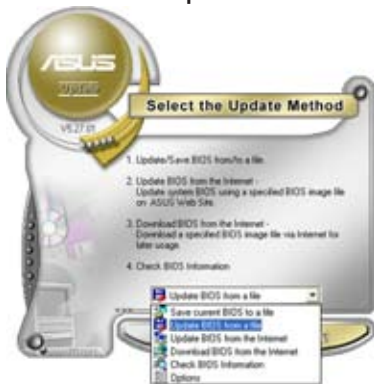 ASUS
Update
V6.27.01
Select the Update Method
1. Update/Save BIOS from/to a file.
2. Update BIOS from the Internet -
Update system BIOS using a specified BIOS image file
on ASUS Web Site.
3. Download BIOS from the Internet -
Download a specified BIOS image file via Internet for
later usage.
4. Check BIOS Information
Update BIOS from a file
Save current BIOS to a file
Update BIOS from a file
Update BIOS from the Internet
Download BIOS from the Internet
Check BIOS Information
Options